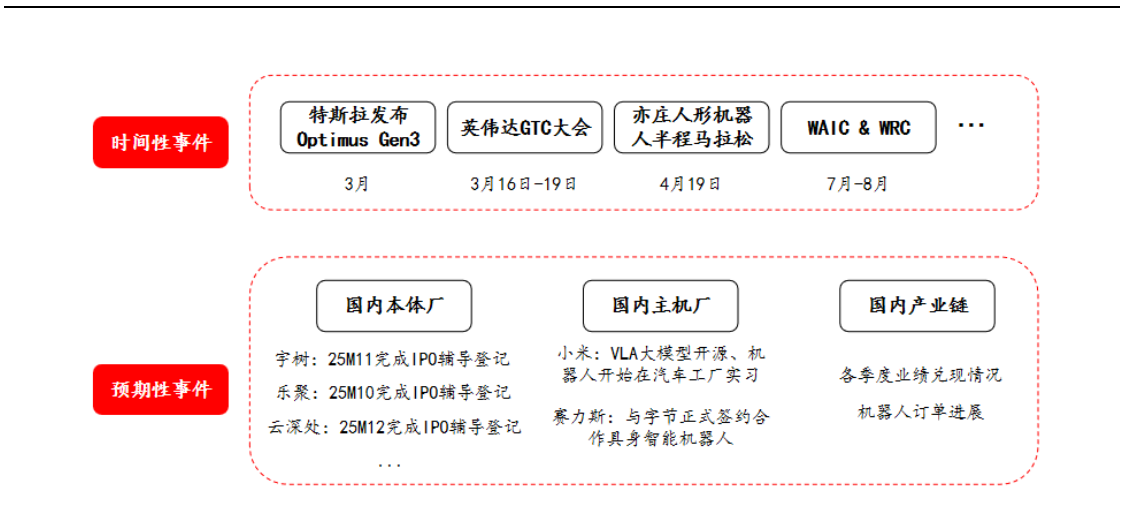 时间性事件
特斯拉发布
Optimus Gen3
英伟达GTC大会
亦庄人形机器
人半程马拉松
WAIC & WRC
...
3月
3月16日-19日
4月19日
7月-8月
预期性事件
国内本体厂
宇树：25M11完成IPO辅导登记
乐聚：25M10完成IPO辅导登记
云深处：25M12完成IPO辅导登记
...
国内主机厂
小米：VLA大模型开源、机
器人开始在汽车工厂实习
赛力斯：与字节正式签约合
作具身智能机器人
国内产业链
各季度业绩兑现情况
机器人订单进展